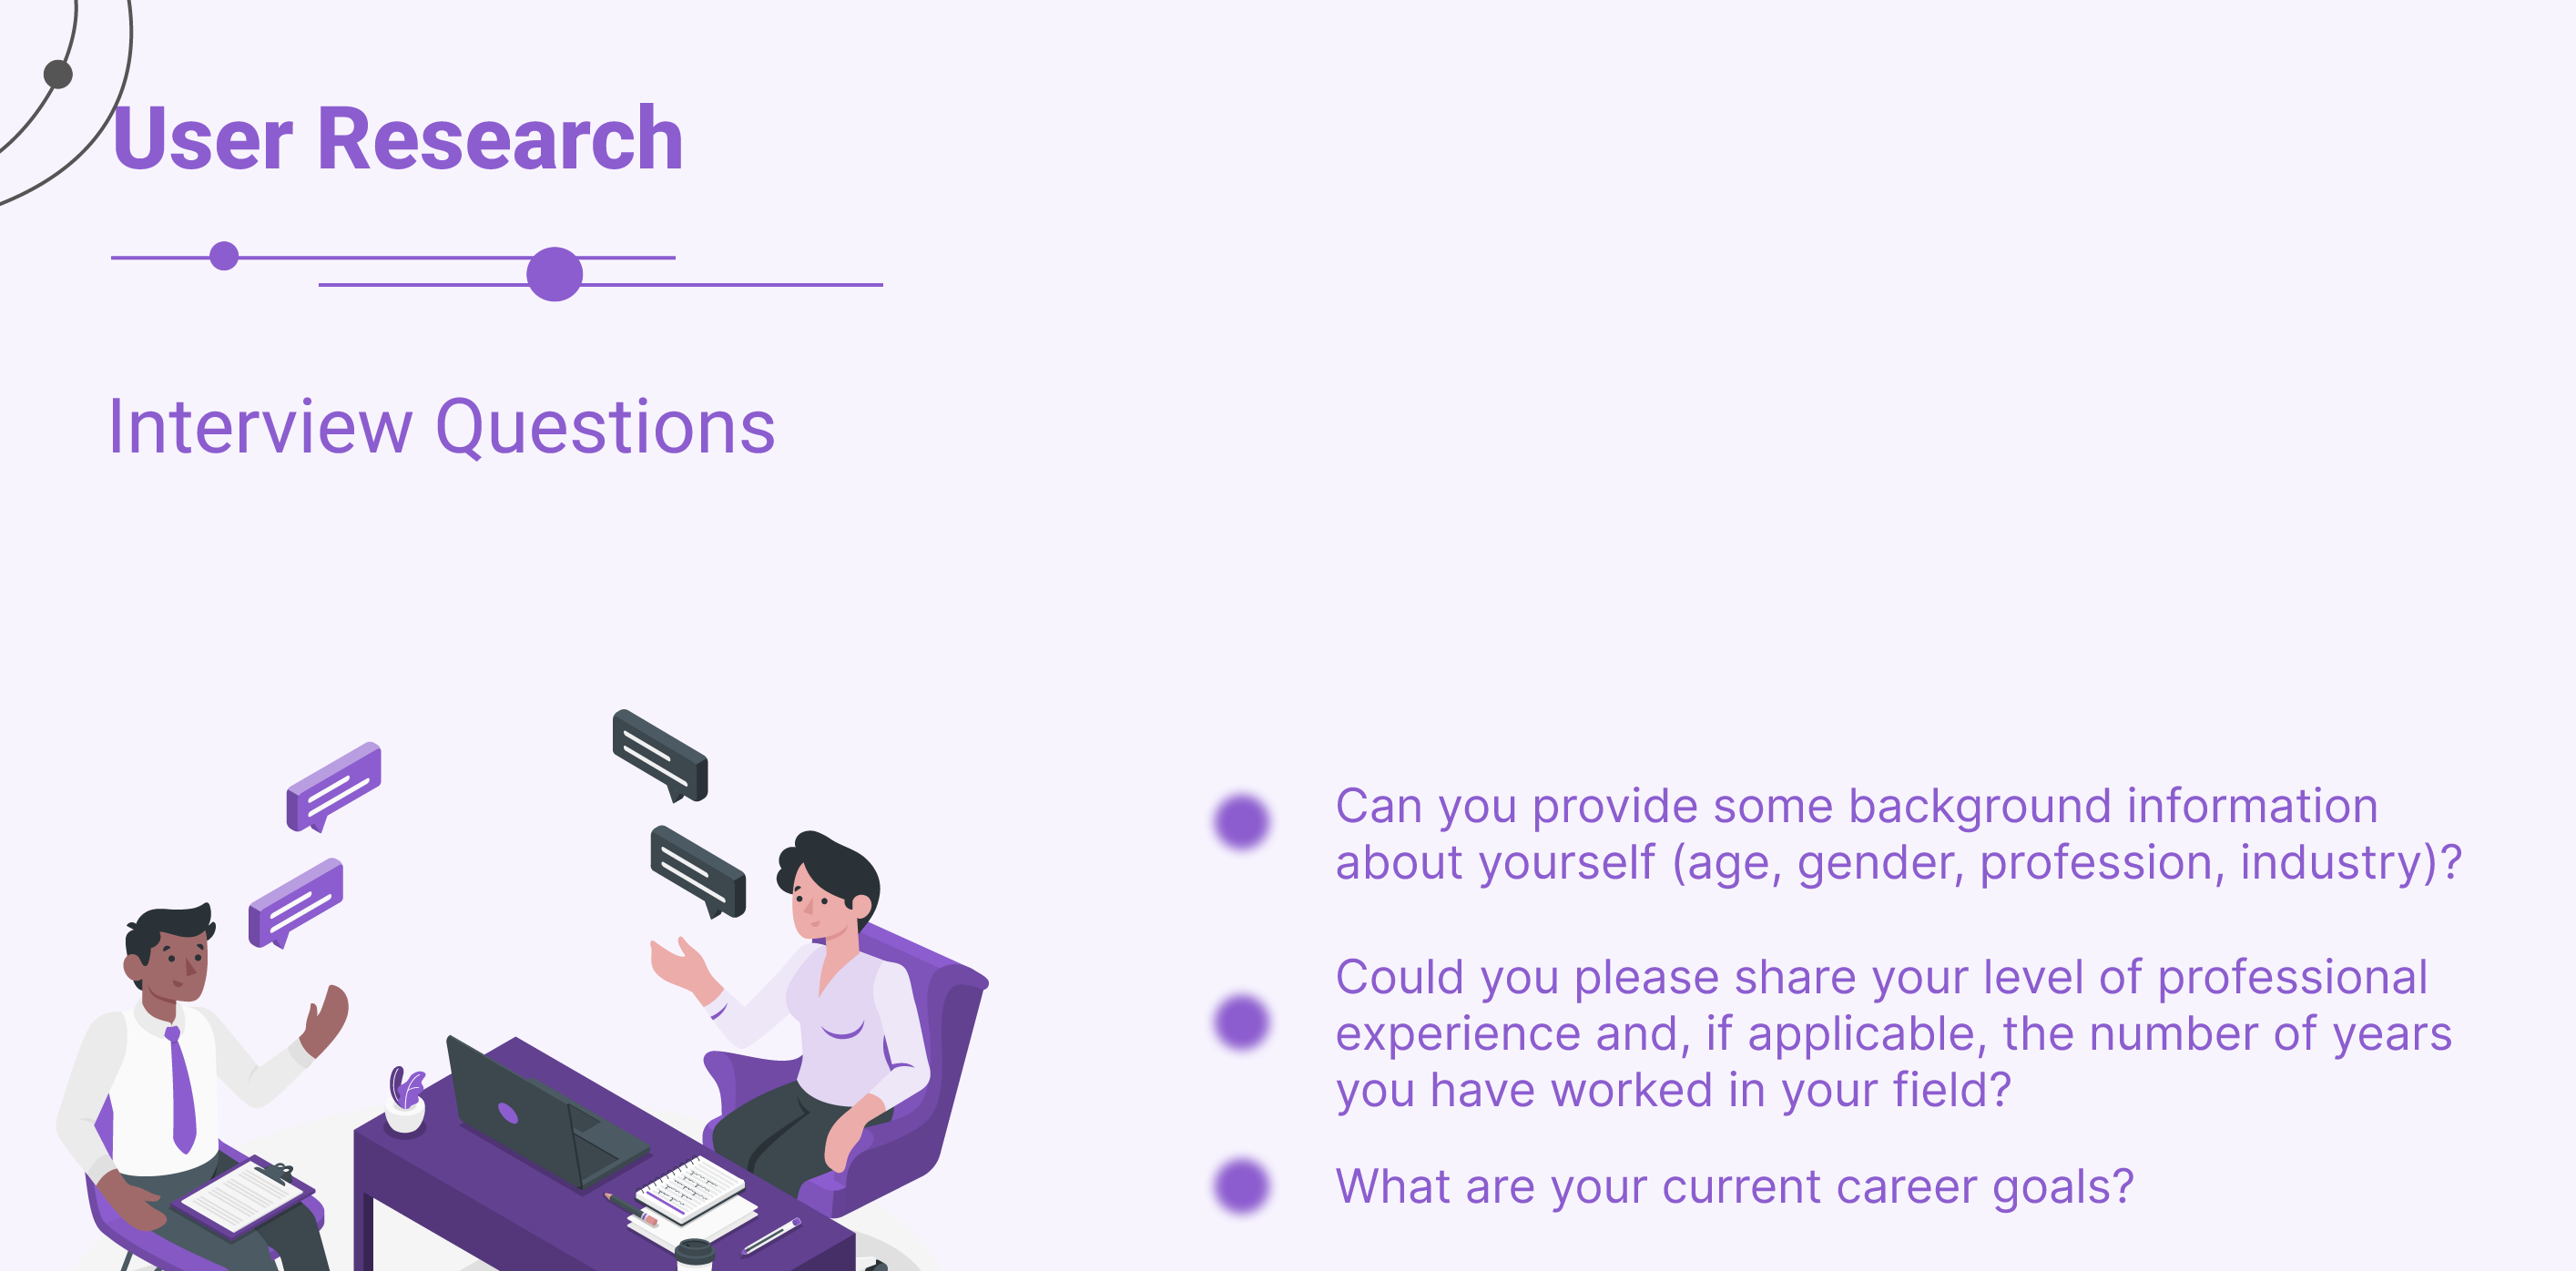 User Research
Interview Questions
Can you provide some background information
about yourself (age, gender, profession, industry)?
Could you please share your level of professional
experience and, if applicable, the number of years
you have worked in your field?
What are your current career goals?